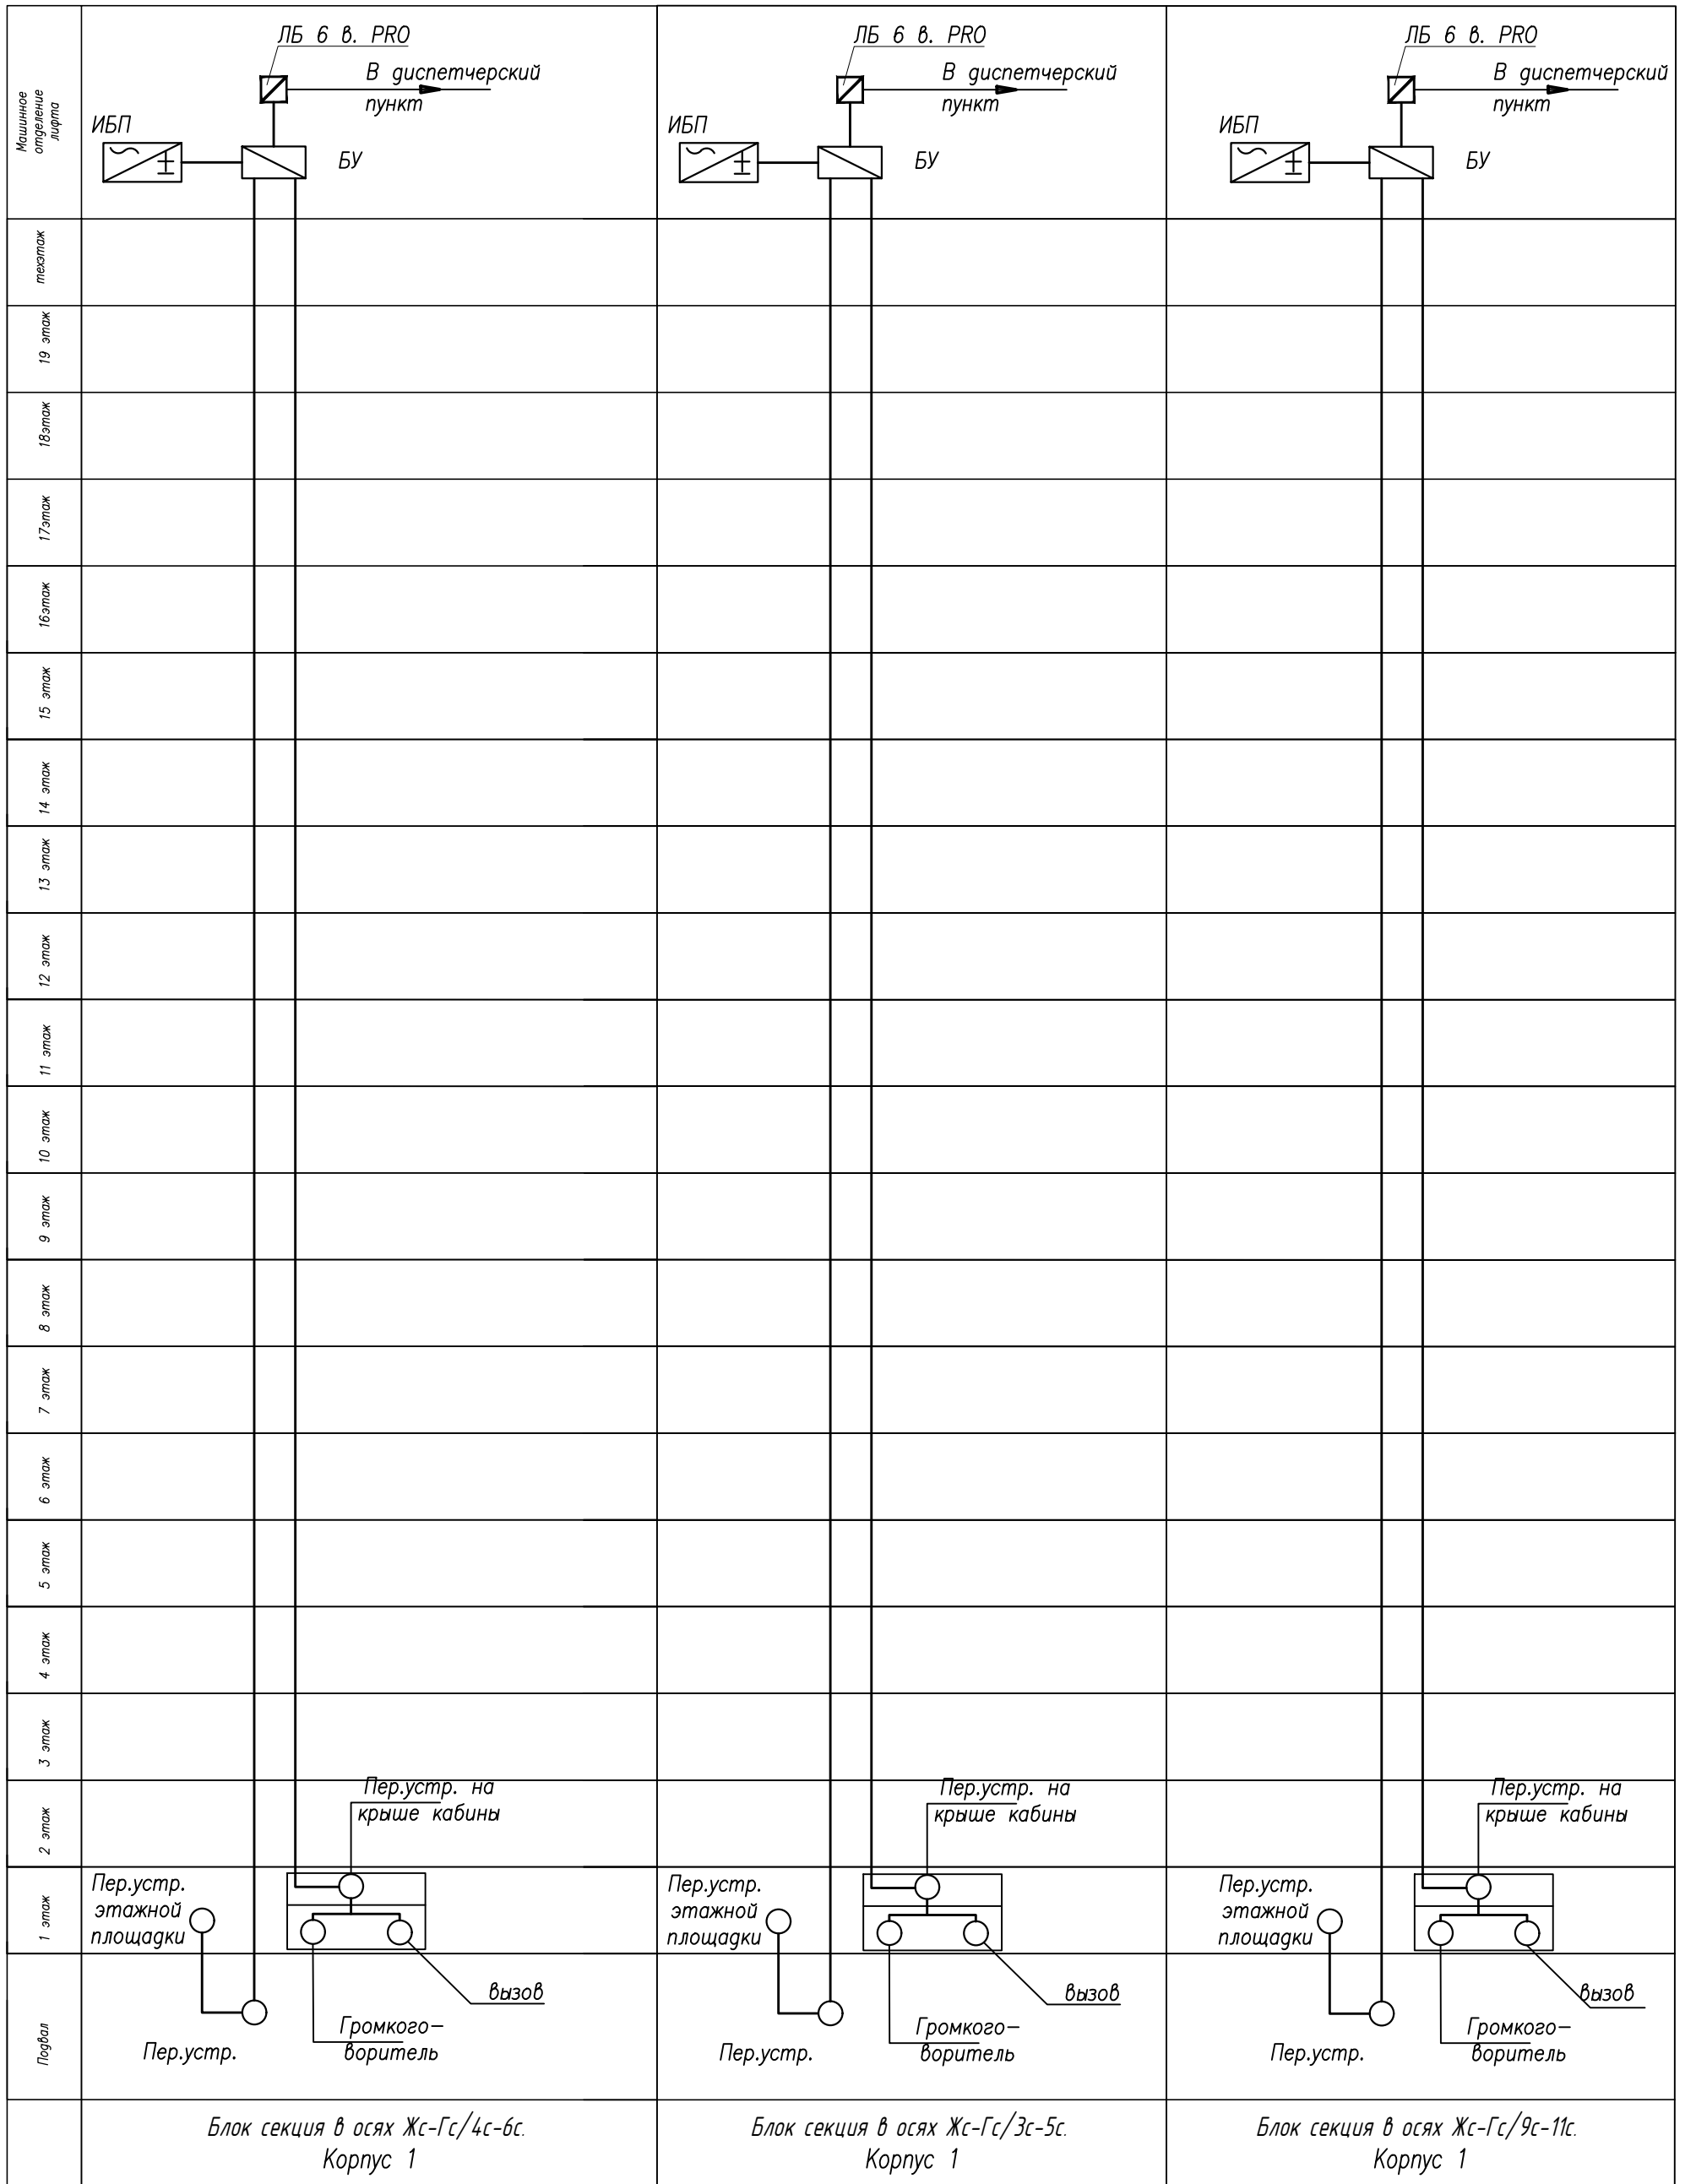 Машинное
отделение
лифта
ЛБ 6 в. PRO
В диспетчерский
пункт
ИБП
БУ
ЛБ 6 в. PRO
В диспетчерский
пункт
ИБП
БУ
ЛБ 6 в. PRO
В диспетчерский
пункт
ИБП
БУ
техэтаж
19 этаж
18этаж
17этаж
16этаж
15 этаж
14 этаж
13 этаж
12 этаж
11 этаж
10 этаж
9 этаж
8 этаж
7 этаж
6 этаж
5 этаж
4 этаж
3 этаж
2 этаж
1 этаж
Подвал
Пер.устр. на
крыше кабины
Пер.устр.
этажной
площадки
вызов
Громкого-
воритель
Пер.устр.
Пер.устр. на
крыше кабины
Пер.устр.
этажной
площадки
вызов
Громкого-
воритель
Пер.устр.
Пер.устр. на
крыше кабины
Пер.устр.
этажной
площадки
вызов
Громкого-
воритель
Пер.устр.
Блок секция в осях Жс-Гс/4с-6с.
Корпус 1
Блок секция в осях Жс-Гс/3с-5с.
Корпус 1
Блок секция в осях Жс-Гс/9с-11с.
Корпус 1